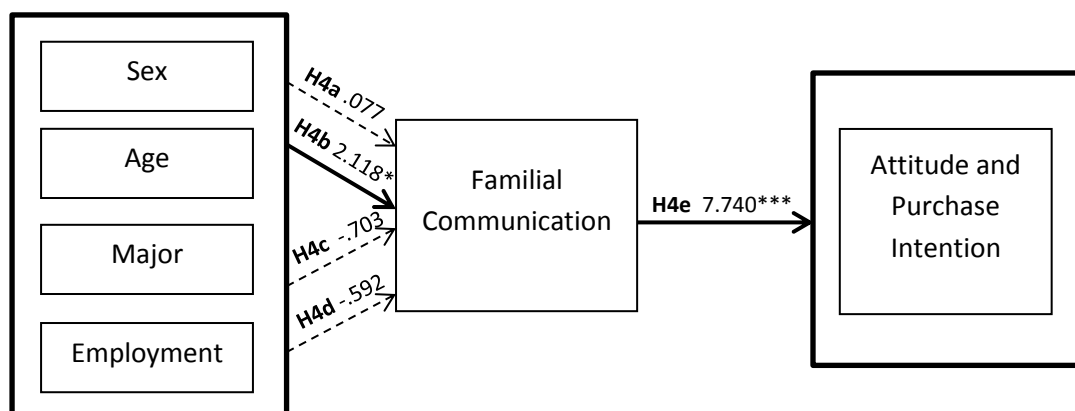 Sex
Age
Major
Employment
H4a .077
H4b 2.118*
H4c -.703
H4d -.592
Familial
Communication
H4e 7.740***
Attitude and
Purchase
Intention